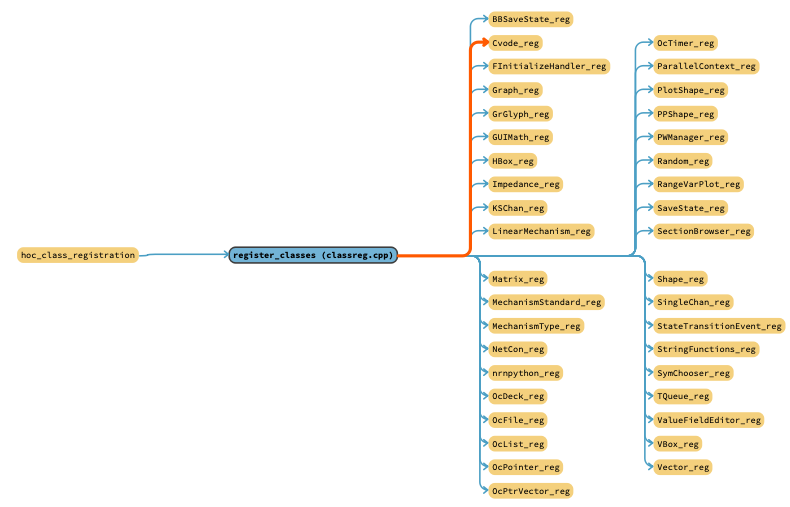 hoc_class_registration
register_classes (classreg.cpp)
BBSaveState_reg
Cvode_reg
FInitializeHandler_reg
Graph_reg
GrGlyph_reg
GUIMath_reg
HBox_reg
Impedance_reg
KSChan_reg
LinearMechanism_reg
Matrix_reg
MechanismStandard_reg
MechanismType_reg
NetCon_reg
nrnpython_reg
OcDeck_reg
OcFile_reg
OcList_reg
OcPointer_reg
OcPtrVector_reg
OcTimer_reg
ParallelContext_reg
PlotShape_reg
PPShape_reg
PWManager_reg
Random_reg
RangeVarPlot_reg
SaveState_reg
SectionBrowser_reg
Shape_reg
SingleChan_reg
StateTransitionEvent_reg
StringFunctions_reg
SymChooser_reg
TQueue_reg
ValueFieldEditor_reg
VBox_reg
Vector_reg